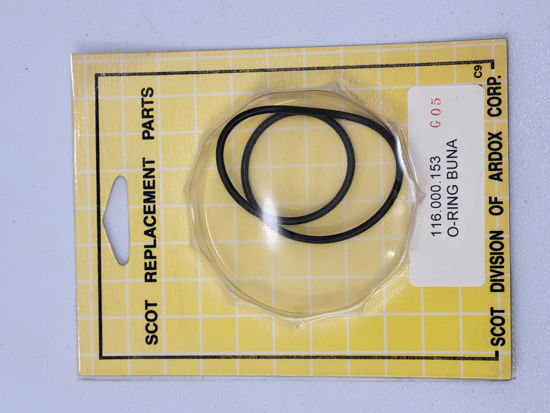 SCOT REPLACEMENT PARTS
116.000.153 G05
O-RING BUNA
SCOT DIVISION OF ARDOX CORP.
C9